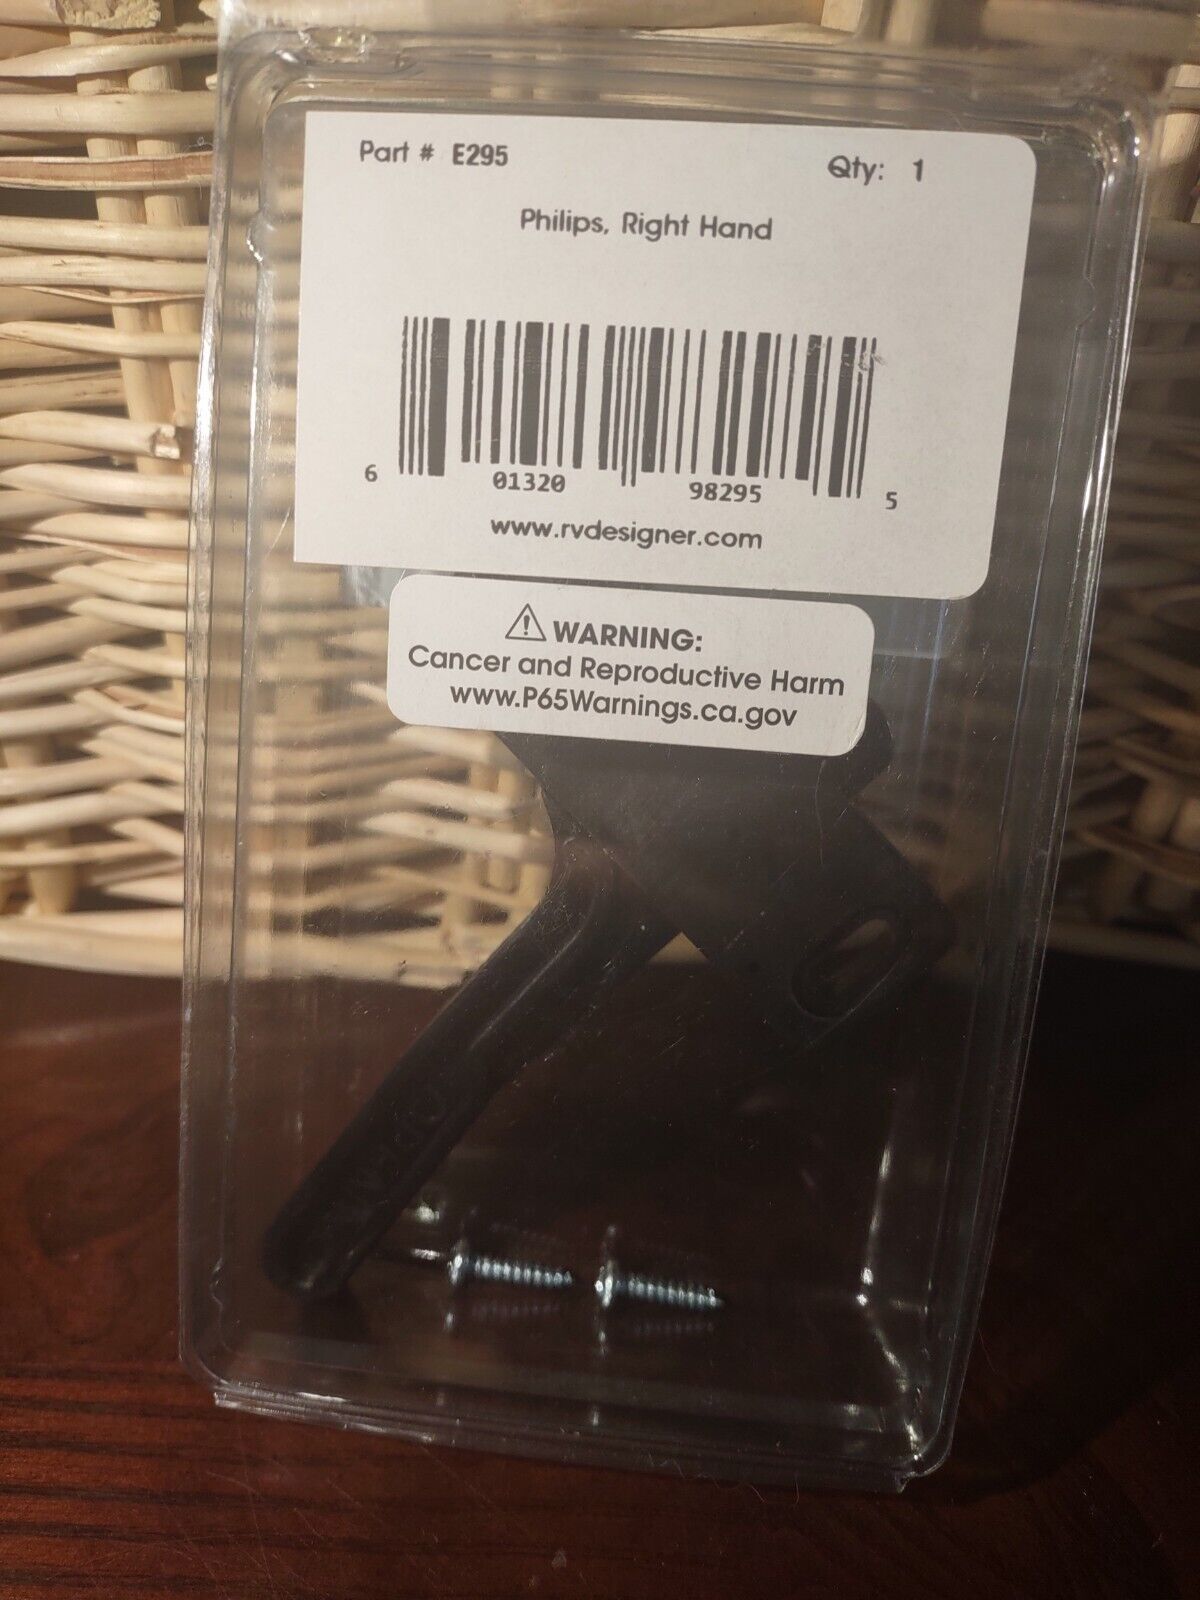 Part # E295 Qty: 1
Philips, Right Hand
6 01320 98295 5
www.rvdesigner.com
⚠ WARNING:
Cancer and Reproductive Harm
www.P65Warnings.ca.gov